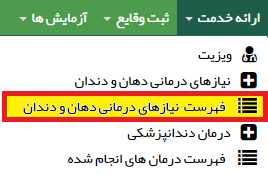 ارائه خدمت ثبت وقایع آزمایش ها
ویزیت
نیازهای درمانی دهان و دندان
فهرست نیازهای درمانی دهان و دندان
درمان دندانپزشکی
فهرست درمان های انجام شده